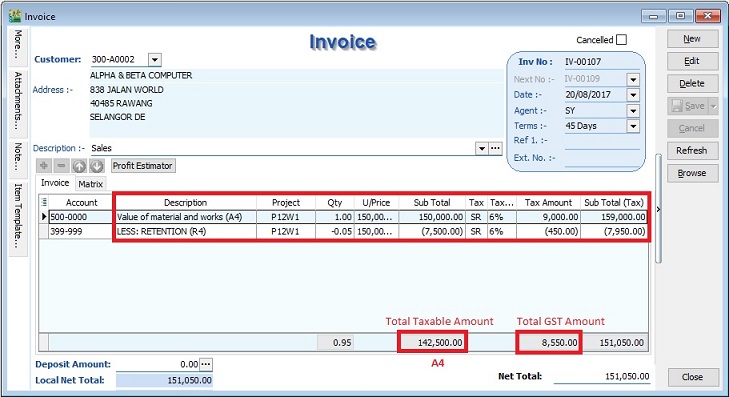 Invoice
More...
Attachments...
Note...
Item Template...
Invoice
Cancelled
Customer: 300-A0002
ALPHA & BETA COMPUTER
Address :- 838 JALAN WORLD
40485 RAWANG
SELANGOR DE
Inv No : IV-00107
Next No :- IV-00109
Date :- 20/08/2017
Agent :- SY
Terms :- 45 Days
Ref 1. :-
Ext. No. :-
Description :- Sales
Profit Estimator
Invoice Matrix
Account Description Project Qty U/Price Sub Total Tax Tax... Tax Amount Sub Total (Tax)
500-0000 Value of material and works (A4) P12W1 1.00 150,00... 150,000.00 SR 6% 9,000.00 159,000.00
399-999 LESS: RETENTION (R4) P12W1 -0.05 150,00... (7,500.00) SR 6% (450.00) (7,950.00)
Total Taxable Amount Total GST Amount
0.95 142,500.00 8,550.00 151,050.00
A4
Deposit Amount: 0.00
Local Net Total: 151,050.00
Net Total: 151,050.00
New
Edit
Delete
Save
Cancel
Refresh
Browse
Close